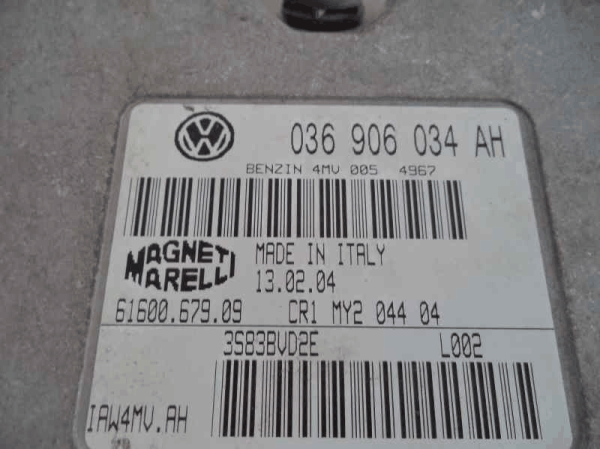 036 906 034 AH
BENZIN 4MV 005 4967
MAGNETI MADE IN ITALY
MARELLI 13.02.04
61600.679.09 CR1 MY2 044 04
3S83BVD2E L002
IAW4MV.AH